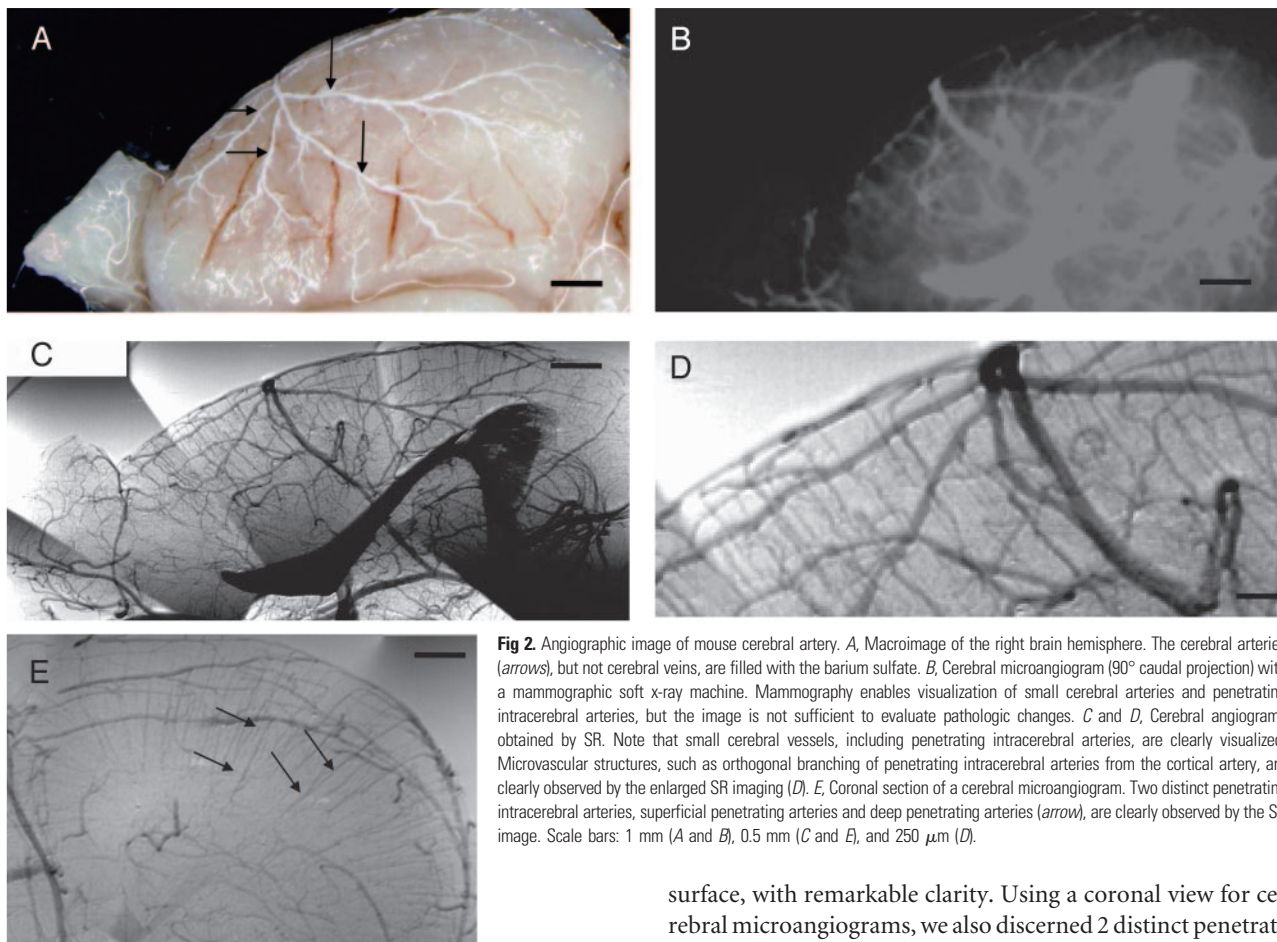 A
B
C
D
E
Fig 2. Angiographic image of mouse cerebral artery. A, Macroimage of the right brain hemisphere. The cerebral arterie
(arrows), but not cerebral veins, are filled with the barium sulfate. B, Cerebral microangiogram (90° caudal projection) wit
a mammographic soft x-ray machine. Mammography enables visualization of small cerebral arteries and penetratin
intracerebral arteries, but the image is not sufficient to evaluate pathologic changes. C and D, Cerebral angiogram
obtained by SR. Note that small cerebral vessels, including penetrating intracerebral arteries, are clearly visualize
Microvascular structures, such as orthogonal branching of penetrating intracerebral arteries from the cortical artery, ar
clearly observed by the enlarged SR imaging (D). E, Coronal section of a cerebral microangiogram. Two distinct penetratin
intracerebral arteries, superficial penetrating arteries and deep penetrating arteries (arrow), are clearly observed by the S
image. Scale bars: 1 mm (A and B), 0.5 mm (C and E), and 250 μm (D).
surface, with remarkable clarity. Using a coronal view for ce
rebral microangiograms, we also discerned 2 distinct penetrat